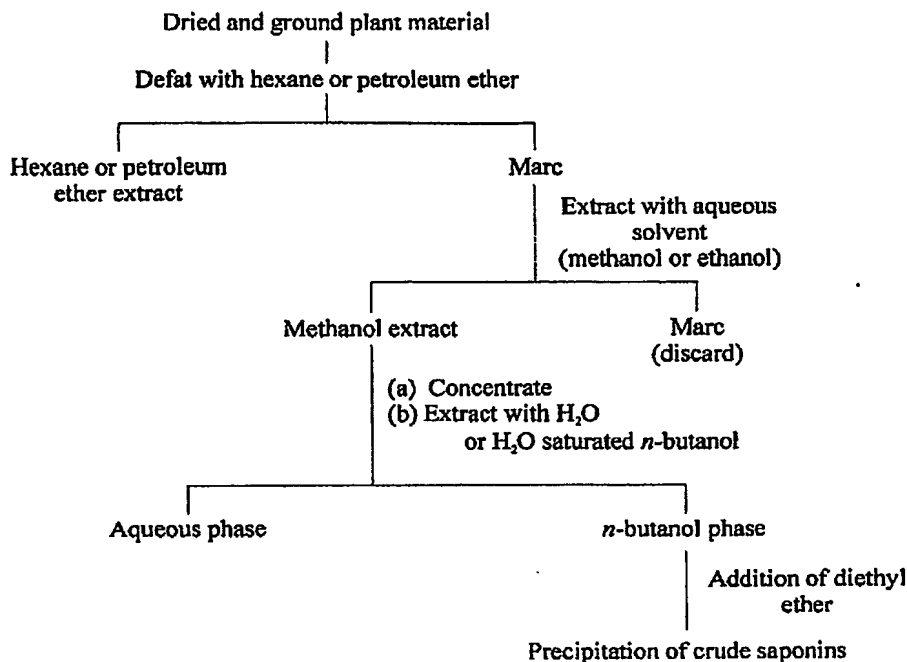 Dried and ground plant material
Defat with hexane or petroleum ether
Hexane or petroleum
ether extract
Marc
Extract with aqueous
solvent
(methanol or ethanol)
Methanol extract
Marc
(discard)
(a) Concentrate
(b) Extract with H₂O
or H₂O saturated n-butanol
Aqueous phase
n-butanol phase
Addition of diethyl
ether
Precipitation of crude saponins